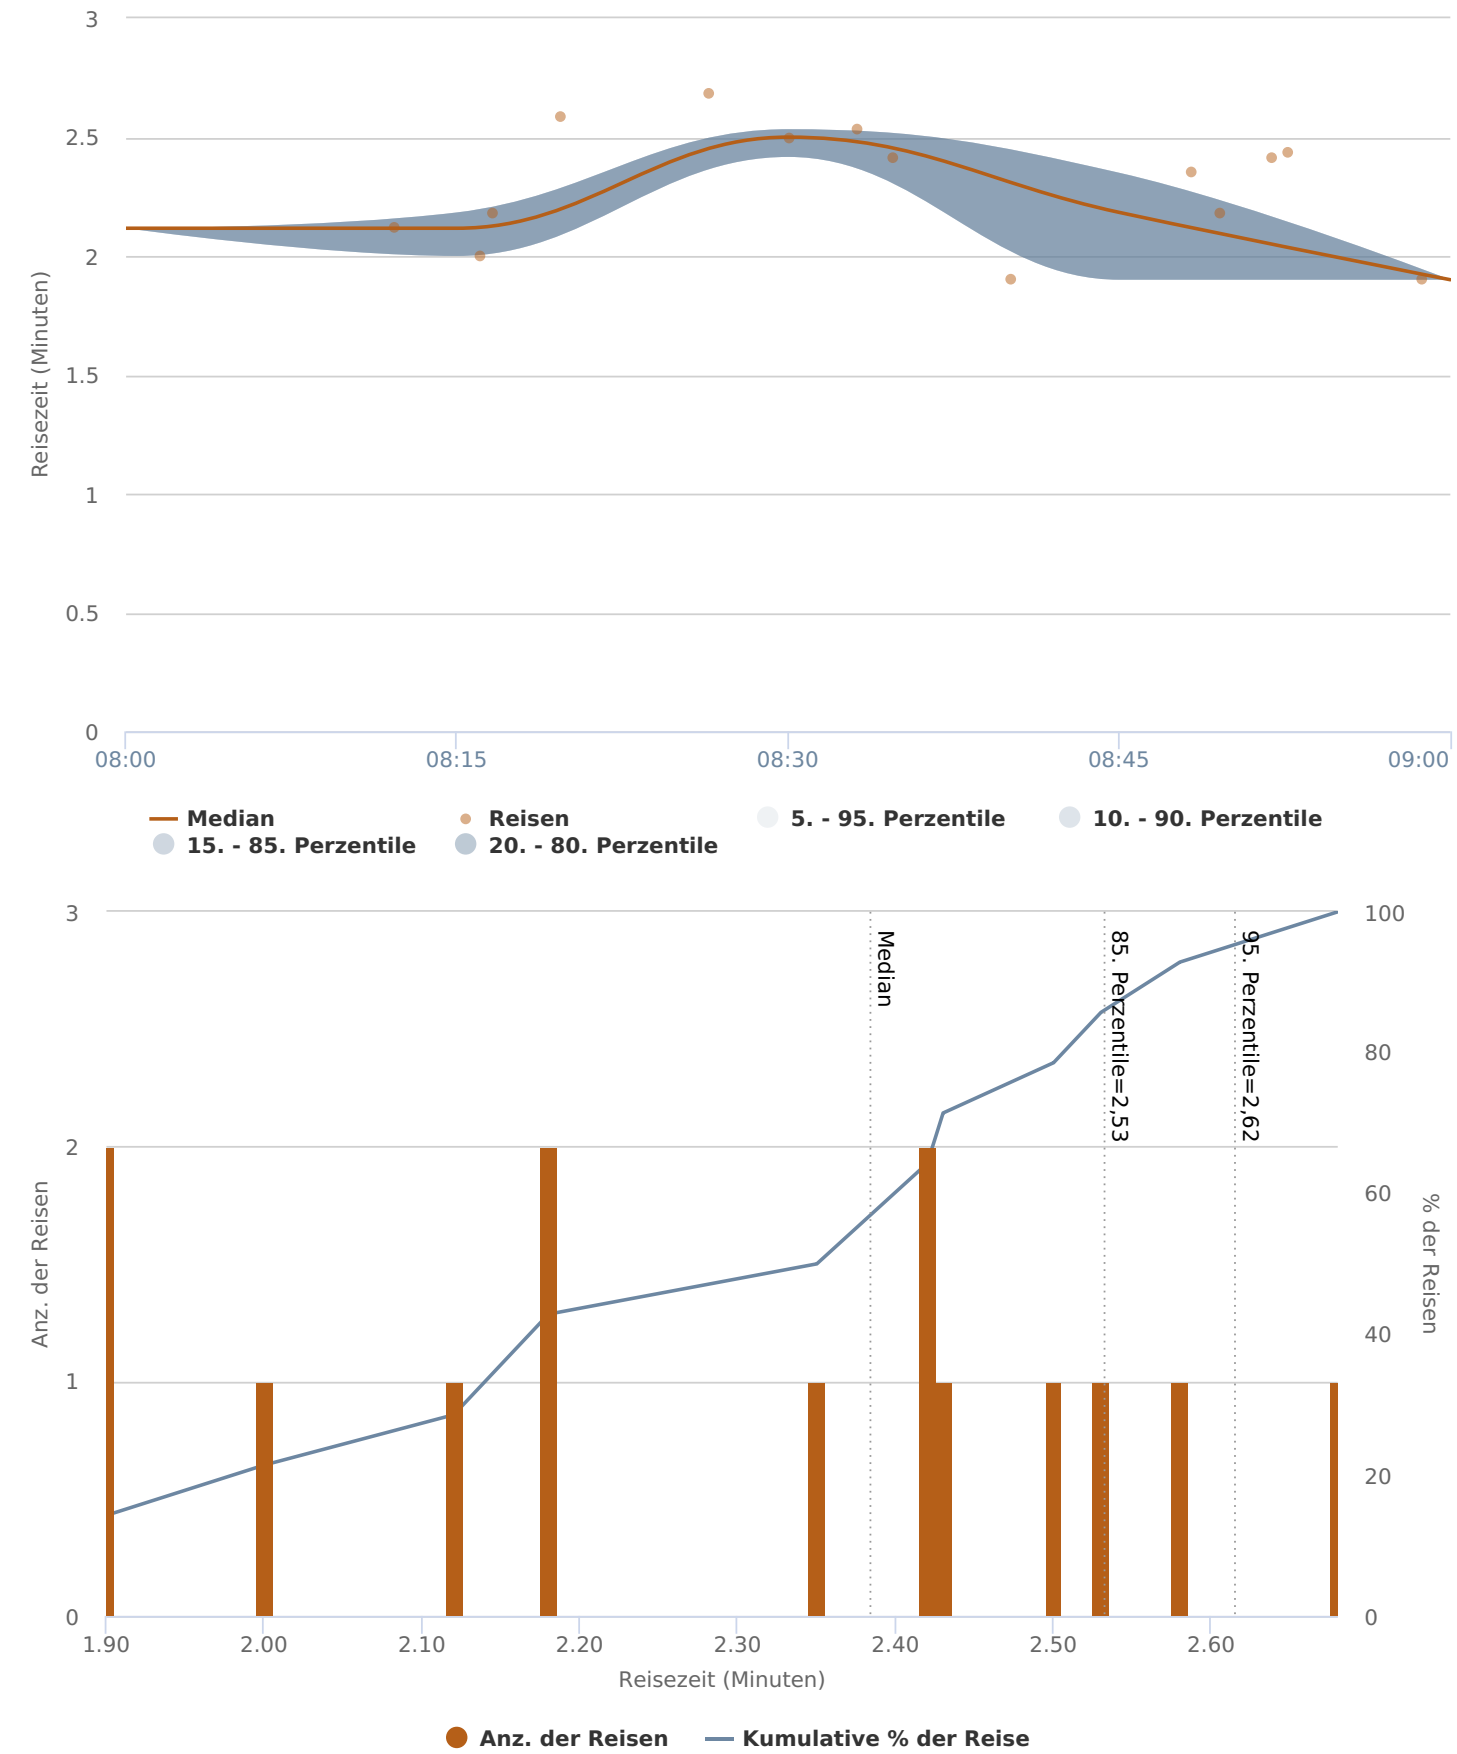 3
2.5
2
1.5
1
0.5
0
Reisezeit (Minuten)
08:00 08:15 08:30 08:45 09:00
Median Reisen 5. - 95. Perzentile 10. - 90. Perzentile
15. - 85. Perzentile 20. - 80. Perzentile
3
2
1
0
Anz. der Reisen
Median
85. Perzentile=2,53
95. Perzentile=2,62
100
80
60
40
20
0
% der Reisen
1.90 2.00 2.10 2.20 2.30 2.40 2.50 2.60
Reisezeit (Minuten)
Anz. der Reisen Kumulative % der Reise